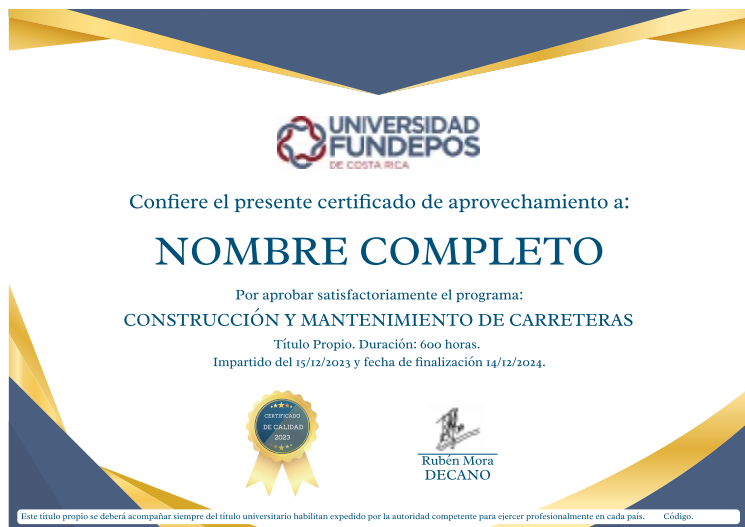 UNIVERSIDAD
FUNDEPOS
DE COSTA RICA
Confiere el presente certificado de aprovechamiento a:
NOMBRE COMPLETO
Por aprobar satisfactoriamente el programa:
CONSTRUCCIÓN Y MANTENIMIENTO DE CARRETERAS
Título Propio. Duración: 600 horas.
Impartido del 15/12/2023 y fecha de finalización 14/12/2024.
CERTIFICADO
DE CALIDAD
2023
Rubén Mora
DECANO
Este título propio se deberá acompañar siempre del título universitario habilitan expedido por la autoridad competente para ejercer profesionalmente en cada país. Código.